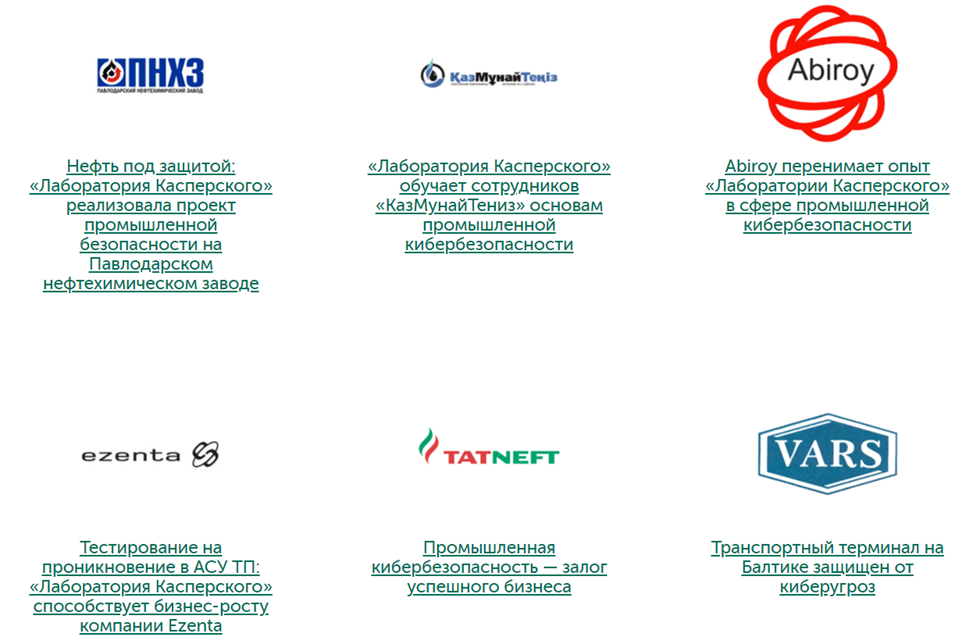 ПНХЗ
ПАВЛОДАРСКИЙ НЕФТЕХИМИЧЕСКИЙ ЗАВОД
Нефть под защитой:
«Лаборатория Касперского»
реализовала проект
промышленной
безопасности на
Павлодарском
нефтехимическом заводе
КазМұнайТеңіз
«Лаборатория Касперского»
обучает сотрудников
«КазМунайТениз» основам
промышленной
кибербезопасности
Abiroy
Abiroy перенимает опыт
«Лаборатории Касперского»
в сфере промышленной
кибербезопасности
ezenta
Тестирование на
проникновение в АСУ ТП:
«Лаборатория Касперского»
способствует бизнес-росту
компании Ezenta
TATNEFT
Промышленная
кибербезопасность — залог
успешного бизнеса
VARS
Транспортный терминал на
Балтике защищен от
киберугроз